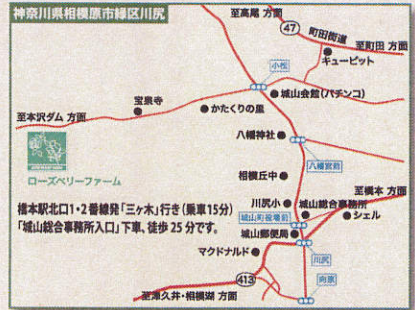 神奈川県相模原市緑区川尻
至高尾 方面
47
町田街道
至町田 方面
キューピット
小松
宝泉寺
城山会館(パチンコ)
かたくりの里
至本沢ダム 方面
八幡神社
八幡宮前
ローズベリーファーム
相模丘中
至橋本 方面
橋本駅北口1・2番線発「三ヶ木」行き(乗車15分)
「城山総合事務所入口」下車、徒歩25分です。
川尻小
城山総合事務所
城山町役場前
シェル
城山郵便局
マクドナルド
川尻
413
向原
至津久井・相模湖 方面